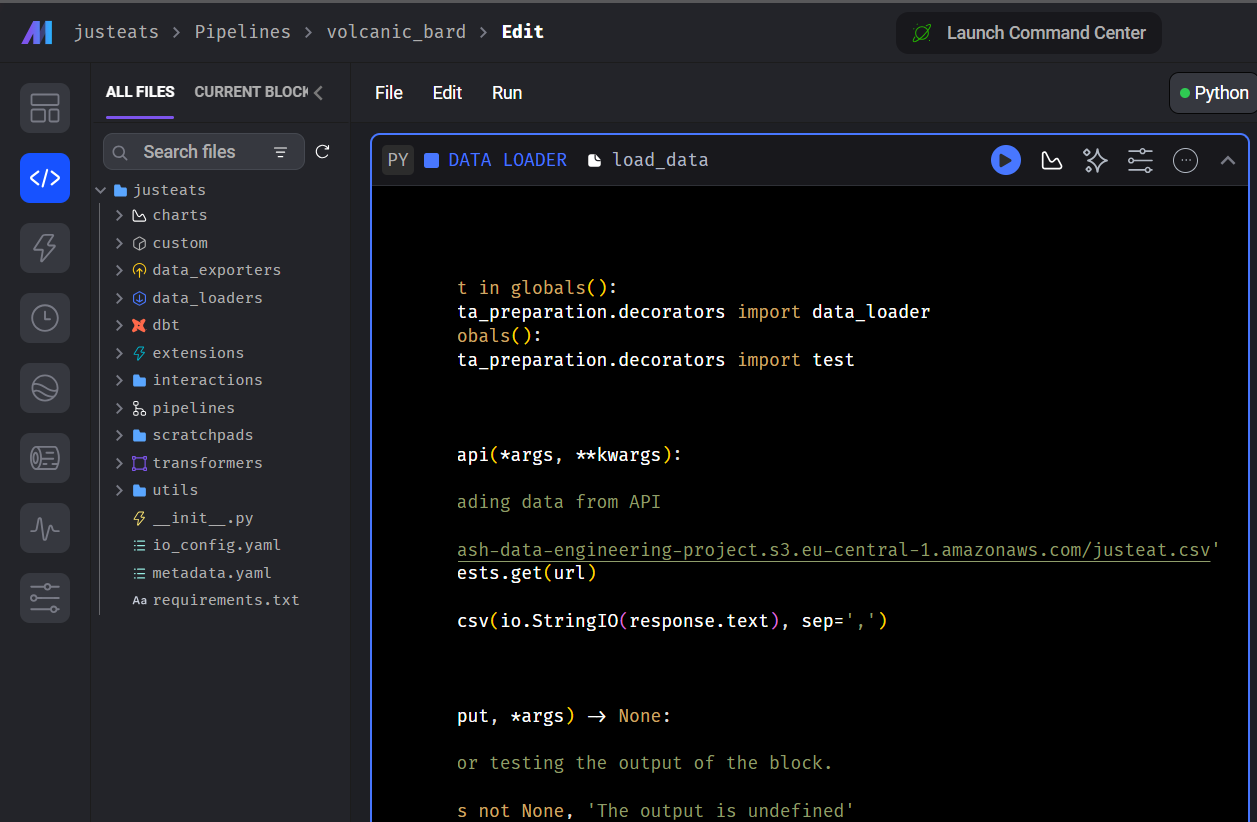 justeats > Pipelines > volcanic_bard > Edit
Launch Command Center
ALL FILES
CURRENT BLOCK
File
Edit
Run
Python
Search files
PY
DATA LOADER
load_data
justeats
charts
custom
data_exporters
data_loaders
dbt
extensions
interactions
pipelines
scratchpads
transformers
utils
__init__.py
io_config.yaml
metadata.yaml
Aa requirements.txt
t in globals():
ta_preparation.decorators import data_loader
obals():
ta_preparation.decorators import test
api(*args, **kwargs):
ading data from API
ash-data-engineering-project.s3.eu-central-1.amazonaws.com/justeat.csv'
ests.get(url)
csv(io.StringIO(response.text), sep=',')
put, *args) → None:
or testing the output of the block.
s not None, 'The output is undefined'